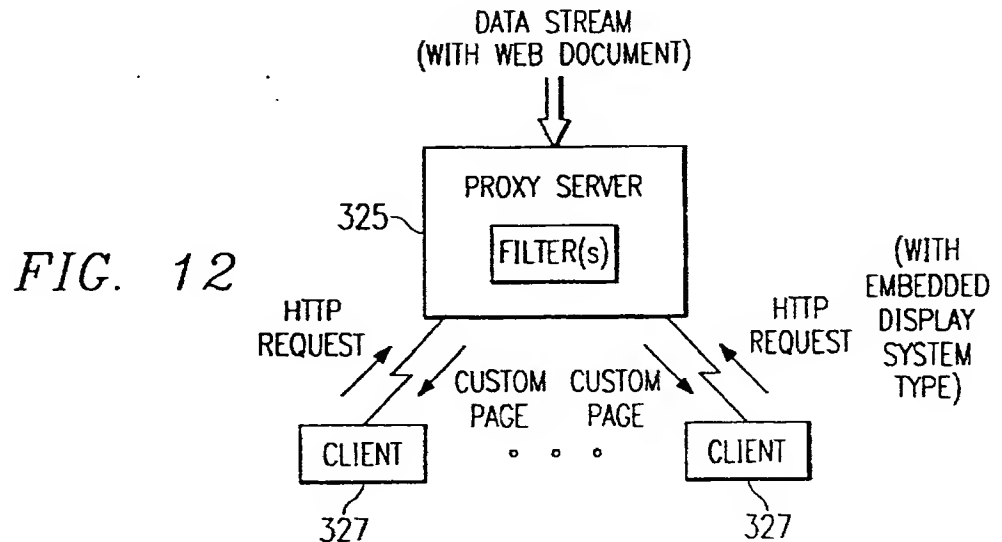 DATA STREAM
(WITH WEB DOCUMENT)
PROXY SERVER
325
FILTER(s)
FIG. 12
HTTP
REQUEST
CUSTOM
PAGE
CUSTOM
PAGE
HTTP
REQUEST
(WITH
EMBEDDED
DISPLAY
SYSTEM
TYPE)
CLIENT
CLIENT
327
327